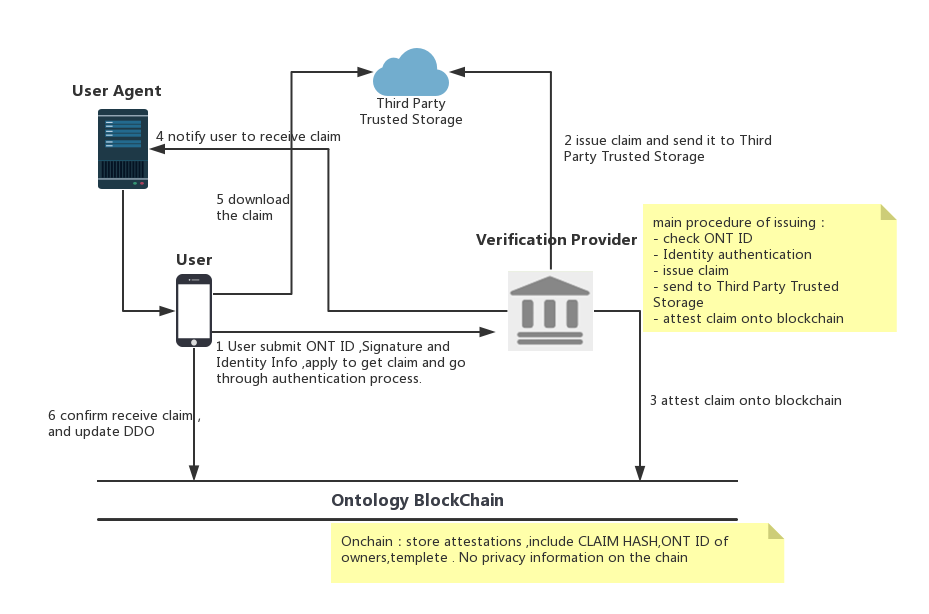 User Agent
Third Party
Trusted Storage
4 notify user to receive claim
2 issue claim and send it to Third
Party Trusted Storage
5 download
the claim
main procedure of issuing :
- check ONT ID
- Identity authentication
- issue claim
- send to Third Party Trusted
Storage
- attest claim onto blockchain
Verification Provider
User
1 User submit ONT ID ,Signature and
Identity Info ,apply to get claim and go
through authentication process.
3 attest claim onto blockchain
6 confirm receive claim ,
and update DDO
Ontology BlockChain
Onchain : store attestations ,include CLAIM HASH,ONT ID of
owners,templete . No privacy information on the chain